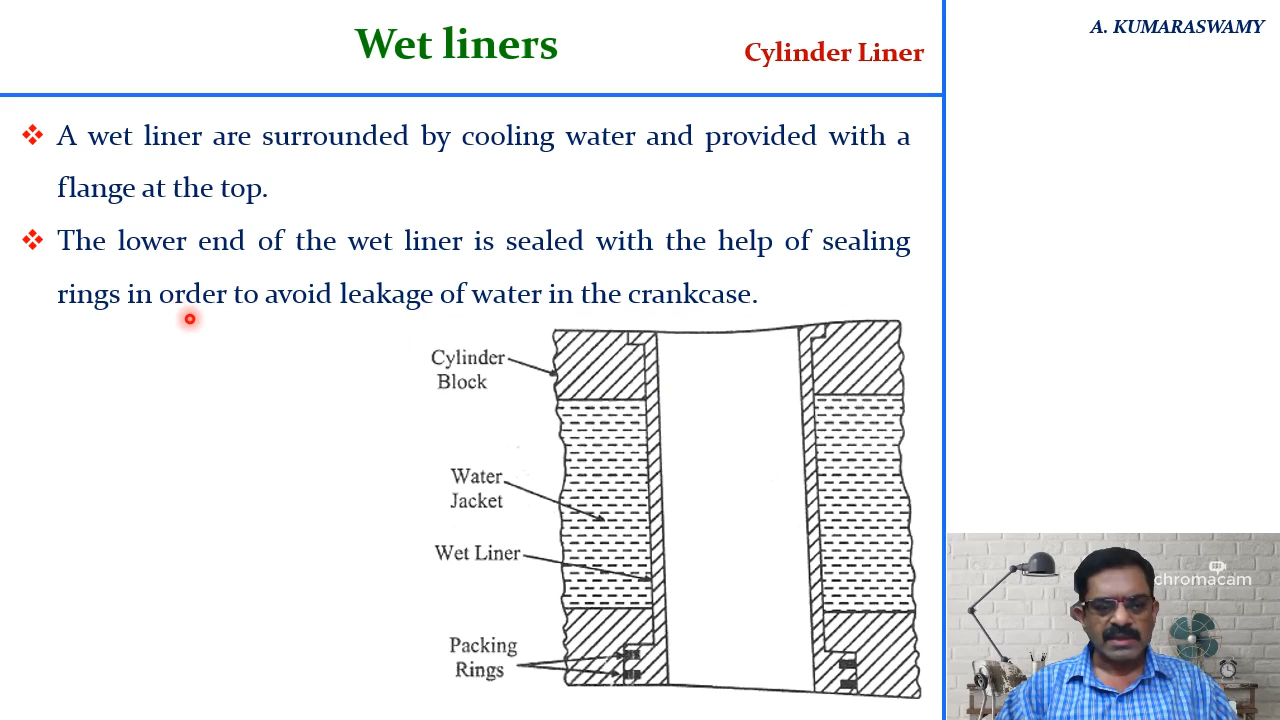 Wet liners
Cylinder Liner
A. KUMARASWAMY
❖ A wet liner are surrounded by cooling water and provided with a
flange at the top.
❖ The lower end of the wet liner is sealed with the help of sealing
rings in order to avoid leakage of water in the crankcase.
Cylinder
Block
Water
Jacket
Wet Liner
Packing
Rings
chromacam